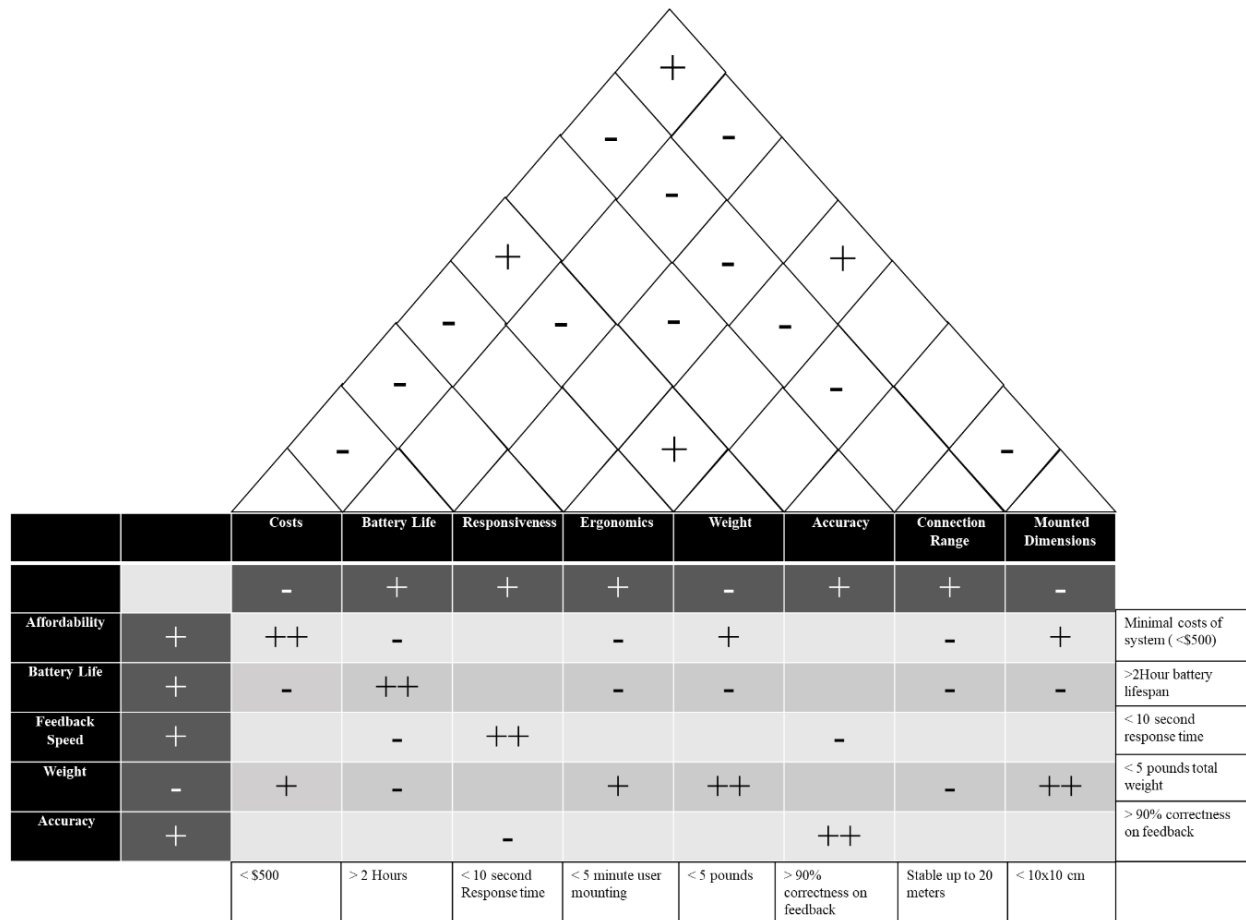 +
- -
-
+ - +
- - - -
- -
- + -
Costs Battery Life Responsiveness Ergonomics Weight Accuracy Connection Mounted
Range Dimensions
- + + + - + + -
Affordability + ++ - - + - + Minimal costs of
system ( <$500)
Battery Life + - ++ - - - - >2Hour battery
lifespan
Feedback
Speed + - ++ - < 10 second
response time
Weight - + - + ++ - ++ < 5 pounds total
weight
Accuracy + - ++ > 90% correctness
on feedback
< $500 > 2 Hours < 10 second < 5 minute user < 5 pounds > 90% Stable up to 20 < 10x10 cm
Response time mounting correctness on meters
feedback